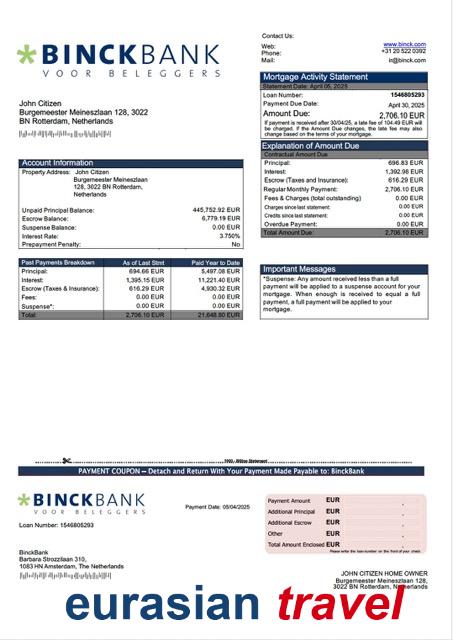 BINCKBANK
VOOR BELEGGERS
Contact Us:
Web: www.binck.com
Phone: +31 20 522 0392
Mail: ir@binck.com
Mortgage Activity Statement
Statement Date: April 05, 2025
Loan Number: 1546805293
Payment Due Date: April 30, 2025
Amount Due: 2,706.10 EUR
If payment is received after 30/04/25, a late fee of 104.49 EUR will
be charged. If the Amount Due changes, the late fee may also
change based on the terms of your mortgage.
John Citizen
Burgemeester Meineszlaan 128, 3022
BN Rotterdam, Netherlands
Explanation of Amount Due
Contractual Amount Due
Principal: 696.83 EUR
Interest: 1,392.98 EUR
Escrow (Taxes and Insurance): 616.29 EUR
Regular Monthly Payment: 2,706.10 EUR
Fees & Charges (total outstanding) 0.00 EUR
Charges since last statement: 0.00 EUR
Credits since last statement: 0.00 EUR
Overdue Payment: 0.00 EUR
Total Amount Due: 2,706.10 EUR
Account Information
Property Address: John Citizen
Burgemeester Meineszlaan
128, 3022 BN Rotterdam,
Netherlands
Unpaid Principal Balance: 445,752.92 EUR
Escrow Balance: 6,779.19 EUR
Suspense Balance: 0.00 EUR
Interest Rate: 3.750%
Prepayment Penalty: No
Past Payments Breakdown As of Last Stmt Paid Year to Date
Principal: 694.66 EUR 5,497.08 EUR
Interest: 1,395.15 EUR 11,221.40 EUR
Escrow (Taxes & Insurance): 616.29 EUR 4,930.32 EUR
Fees: 0.00 EUR 0.00 EUR
Suspense*: 0.00 EUR 0.00 EUR
Total: 2,706.10 EUR 21,648.80 EUR
Important Messages
*Suspense: Any amount received less than a full
payment will be applied to a suspense account for your
mortgage. When enough is received to equal a full
payment, a full payment will be applied to your
mortgage.
PAYMENT COUPON – Detach and Return With Your Payment Made Payable to: BinckBank
BINCKBANK
VOOR BELEGGERS
Payment Date: 05/04/2025
Loan Number: 1546805293
Payment Amount EUR
Additional Principal EUR
Additional Escrow EUR
Other EUR
Total Amount Enclosed EUR
Please write the loan number on the front of your check.
BinckBank
Barbara Strozzilaan 310,
1083 HN Amsterdam, The Netherlands
JOHN CITIZEN HOME OWNER
Burgemeester Meineszlaan 128,
3022 BN Rotterdam, Netherlands
eurasian travel